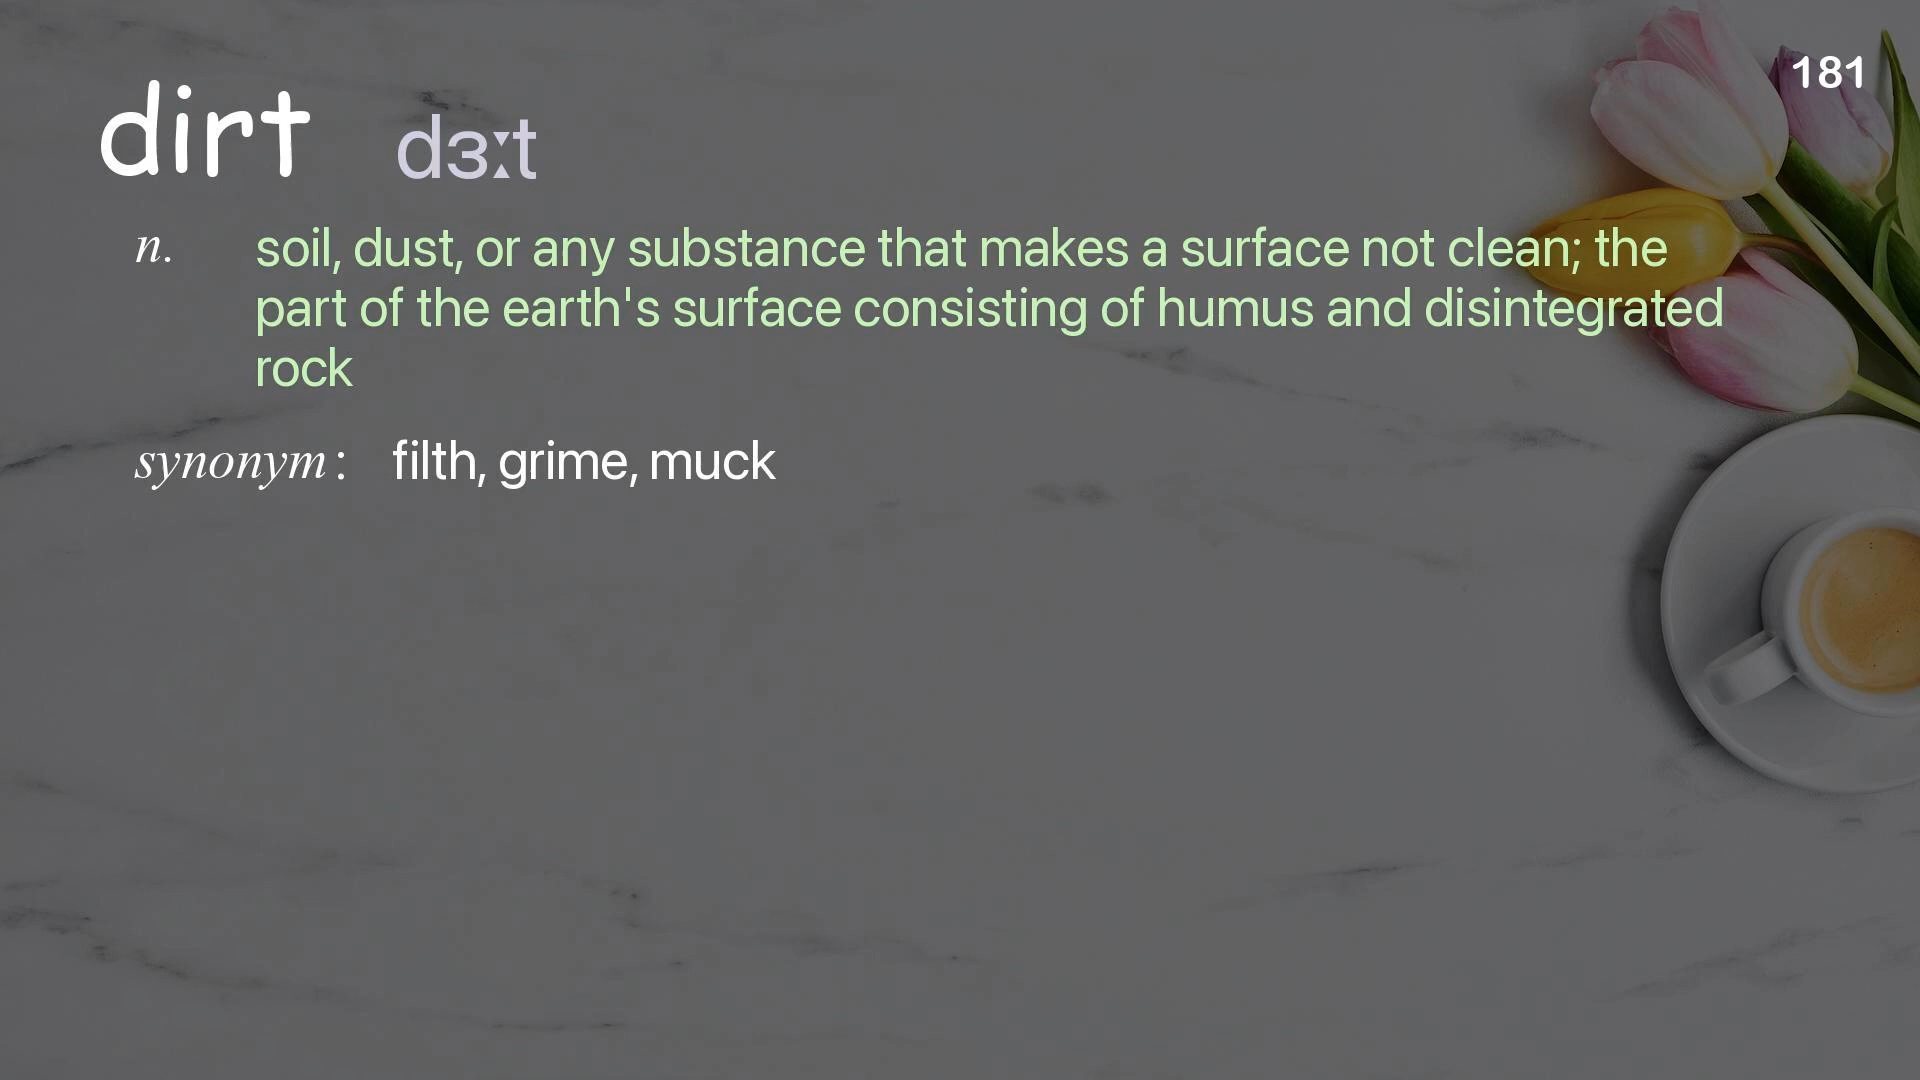 181
dirt dɜːt
n. soil, dust, or any substance that makes a surface not clean; the
part of the earth's surface consisting of humus and disintegrated
rock
synonym: filth, grime, muck